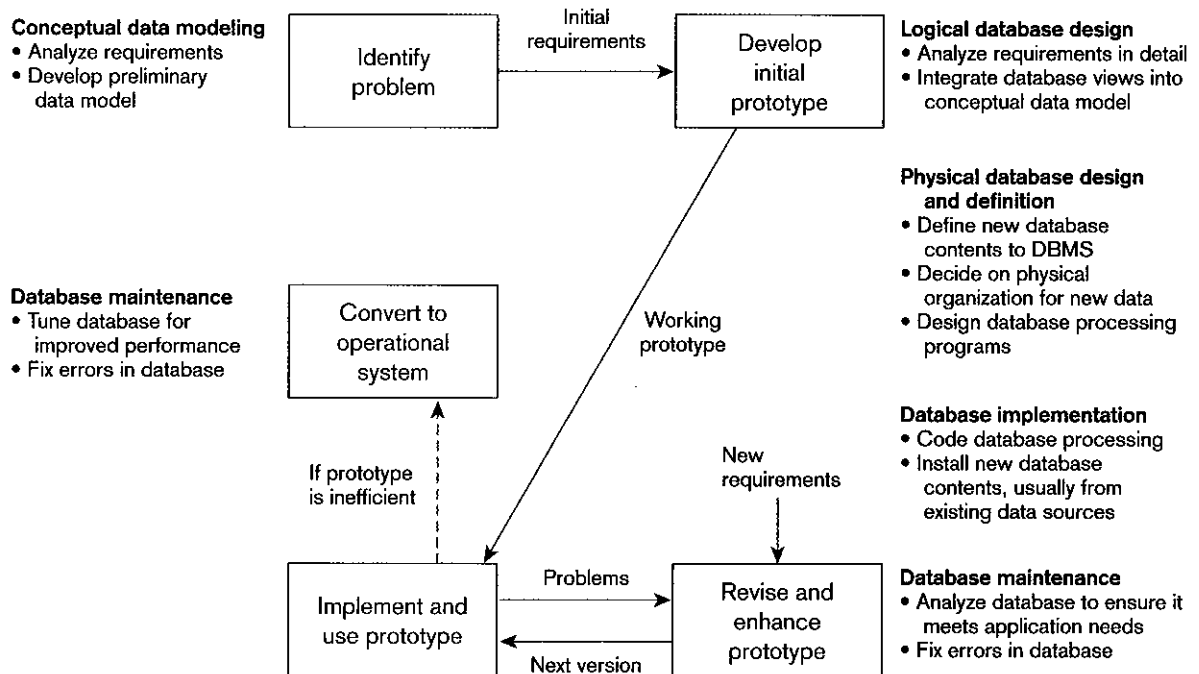 Conceptual data modeling
• Analyze requirements
• Develop preliminary
data model
Identify
problem
Initial
requirements
Develop
initial
prototype
Logical database design
• Analyze requirements in detail
• Integrate database views into
conceptual data model
Physical database design
and definition
• Define new database
contents to DBMS
• Decide on physical
organization for new data
• Design database processing
programs
Database maintenance
• Tune database for
improved performance
• Fix errors in database
Convert to
operational
system
Working
prototype
Database implementation
• Code database processing
• Install new database
contents, usually from
existing data sources
If prototype
is inefficient
New
requirements
Implement and
use prototype
Problems
Next version
Revise and
enhance
prototype
Database maintenance
• Analyze database to ensure it
meets application needs
• Fix errors in database